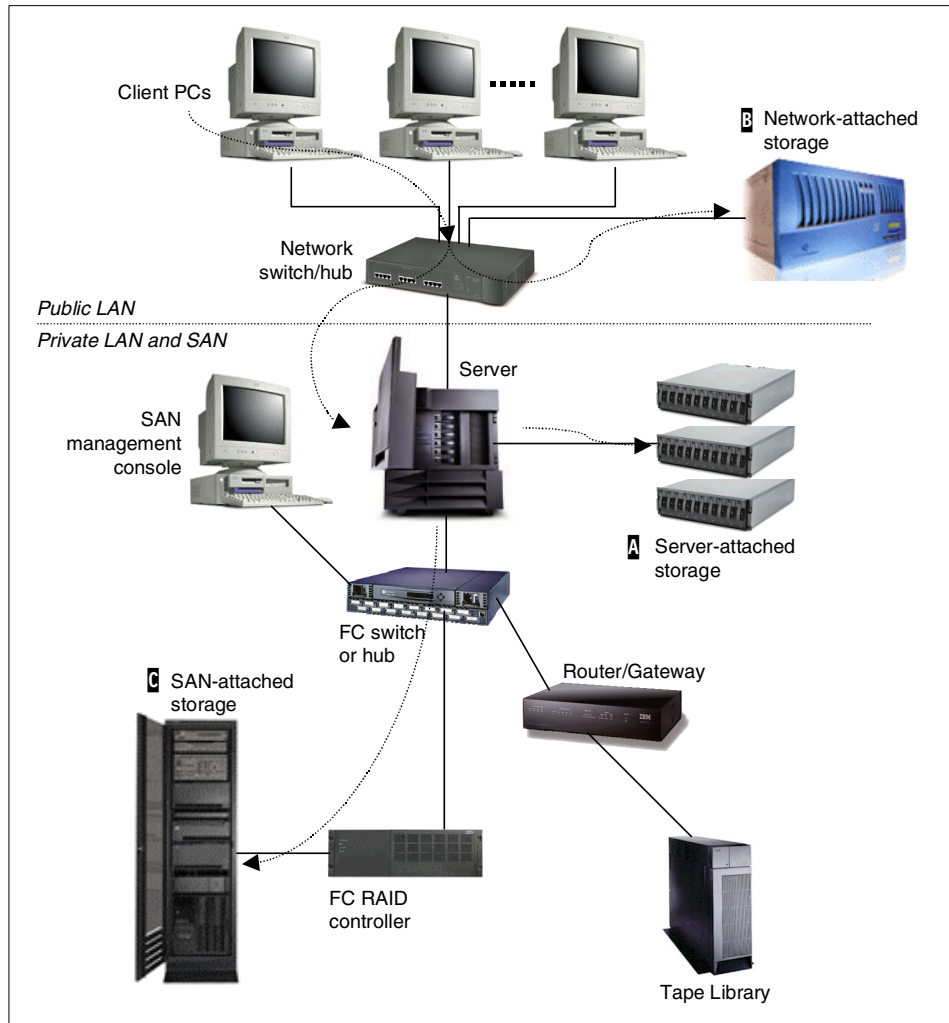 Client PCs
B Network-attached
storage
Network
switch/hub
Public LAN
Private LAN and SAN
Server
SAN
management
console
A Server-attached
storage
FC switch
or hub
C SAN-attached
storage
Router/Gateway
IBM
FC RAID
controller
Tape Library